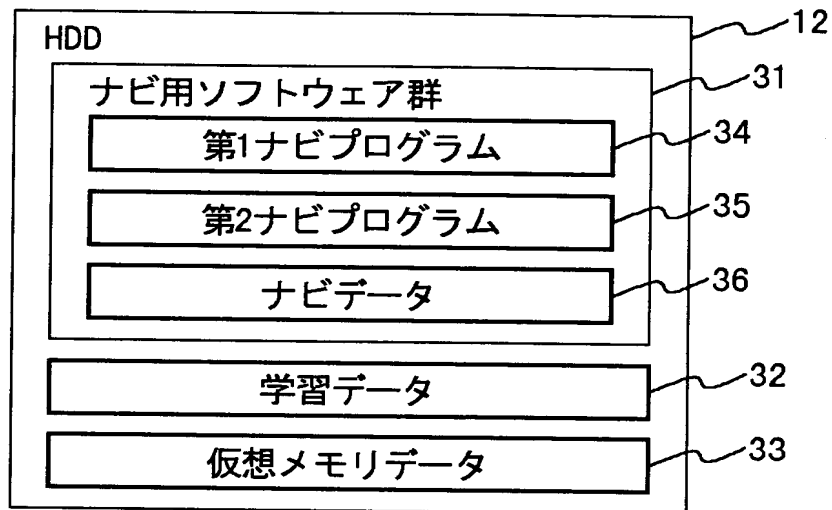 HDD
12
ナビ用ソフトウェア群
31
第1ナビプログラム
34
第2ナビプログラム
35
ナビデータ
36
学習データ
32
仮想メモリデータ
33